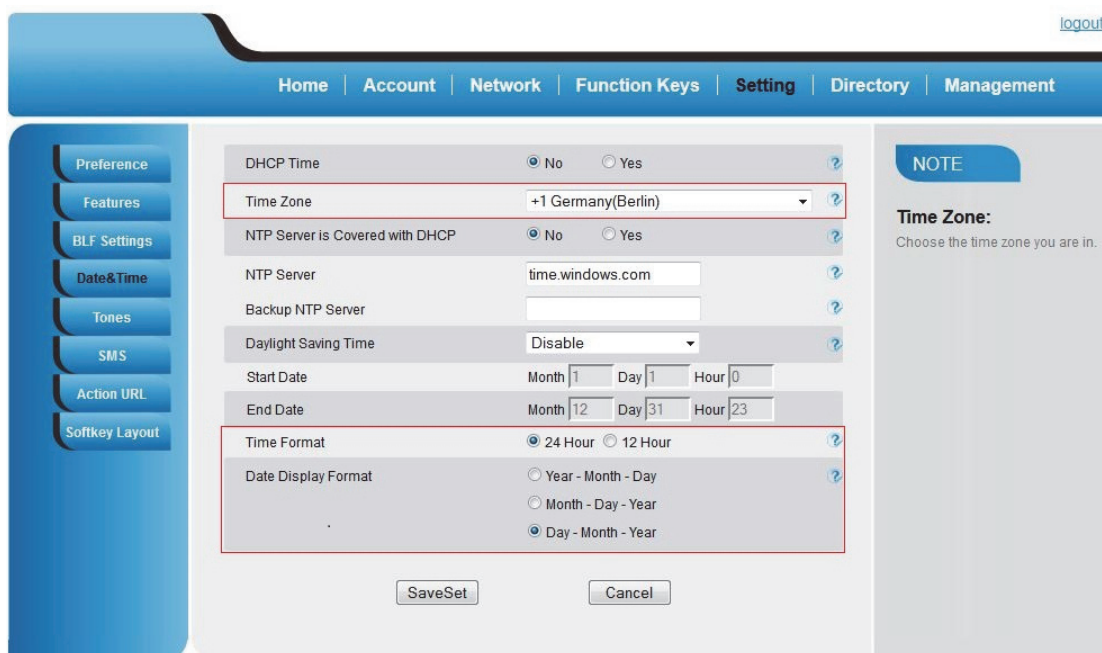 logout
Home | Account | Network | Function Keys | Setting | Directory | Management
Preference
Features
BLF Settings
Date&Time
Tones
SMS
Action URL
Softkey Layout
DHCP Time No Yes ?
Time Zone +1 Germany(Berlin) ?
NTP Server is Covered with DHCP No Yes ?
NTP Server time.windows.com ?
Backup NTP Server ?
Daylight Saving Time Disable ?
Start Date Month 1 Day 1 Hour 0
End Date Month 12 Day 31 Hour 23
Time Format 24 Hour 12 Hour ?
Date Display Format Year - Month - Day ?
Month - Day - Year
Day - Month - Year
SaveSet Cancel
NOTE
Time Zone:
Choose the time zone you are in.